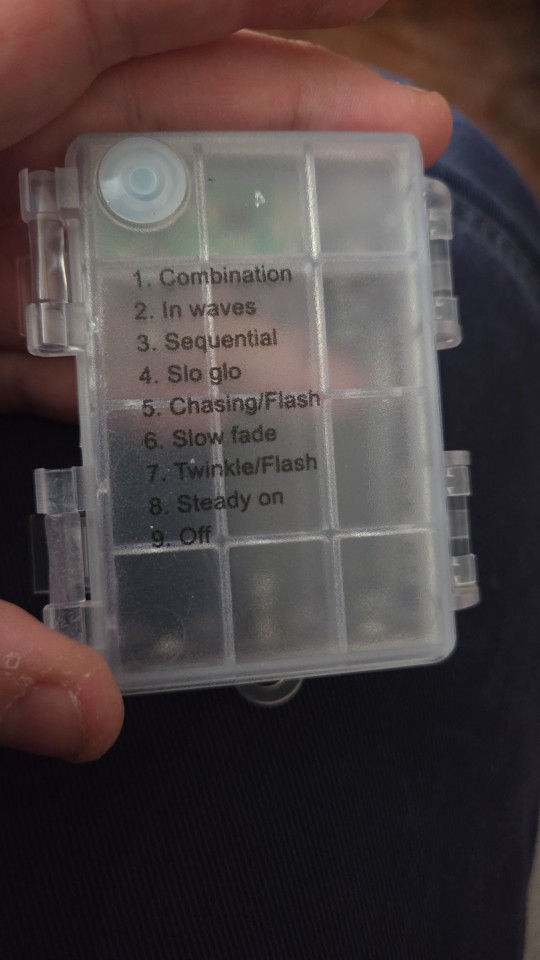 1. Combination
2. In waves
3. Sequential
4. Slo glo
5. Chasing/Flash
6. Slow fade
7. Twinkle/Flash
8. Steady on
9. Off